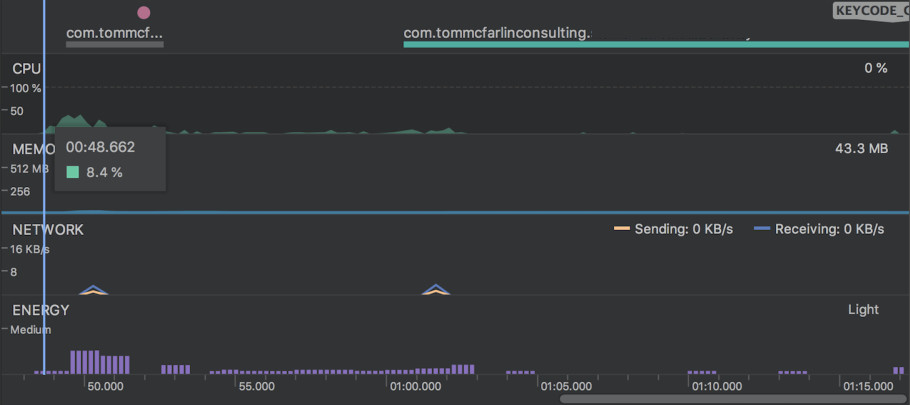 KEYCODE_
com.tommcf...
com.tommcfarlinconsulting.
CPU
0 %
100 %
50
00:48.662
8.4 %
MEMO
43.3 MB
512 MB
256
NETWORK
Sending: 0 KB/s
Receiving: 0 KB/s
16 KB/s
8
ENERGY
Light
Medium
50.000
55.000
01:00.000
01:05.000
01:10.000
01:15.000